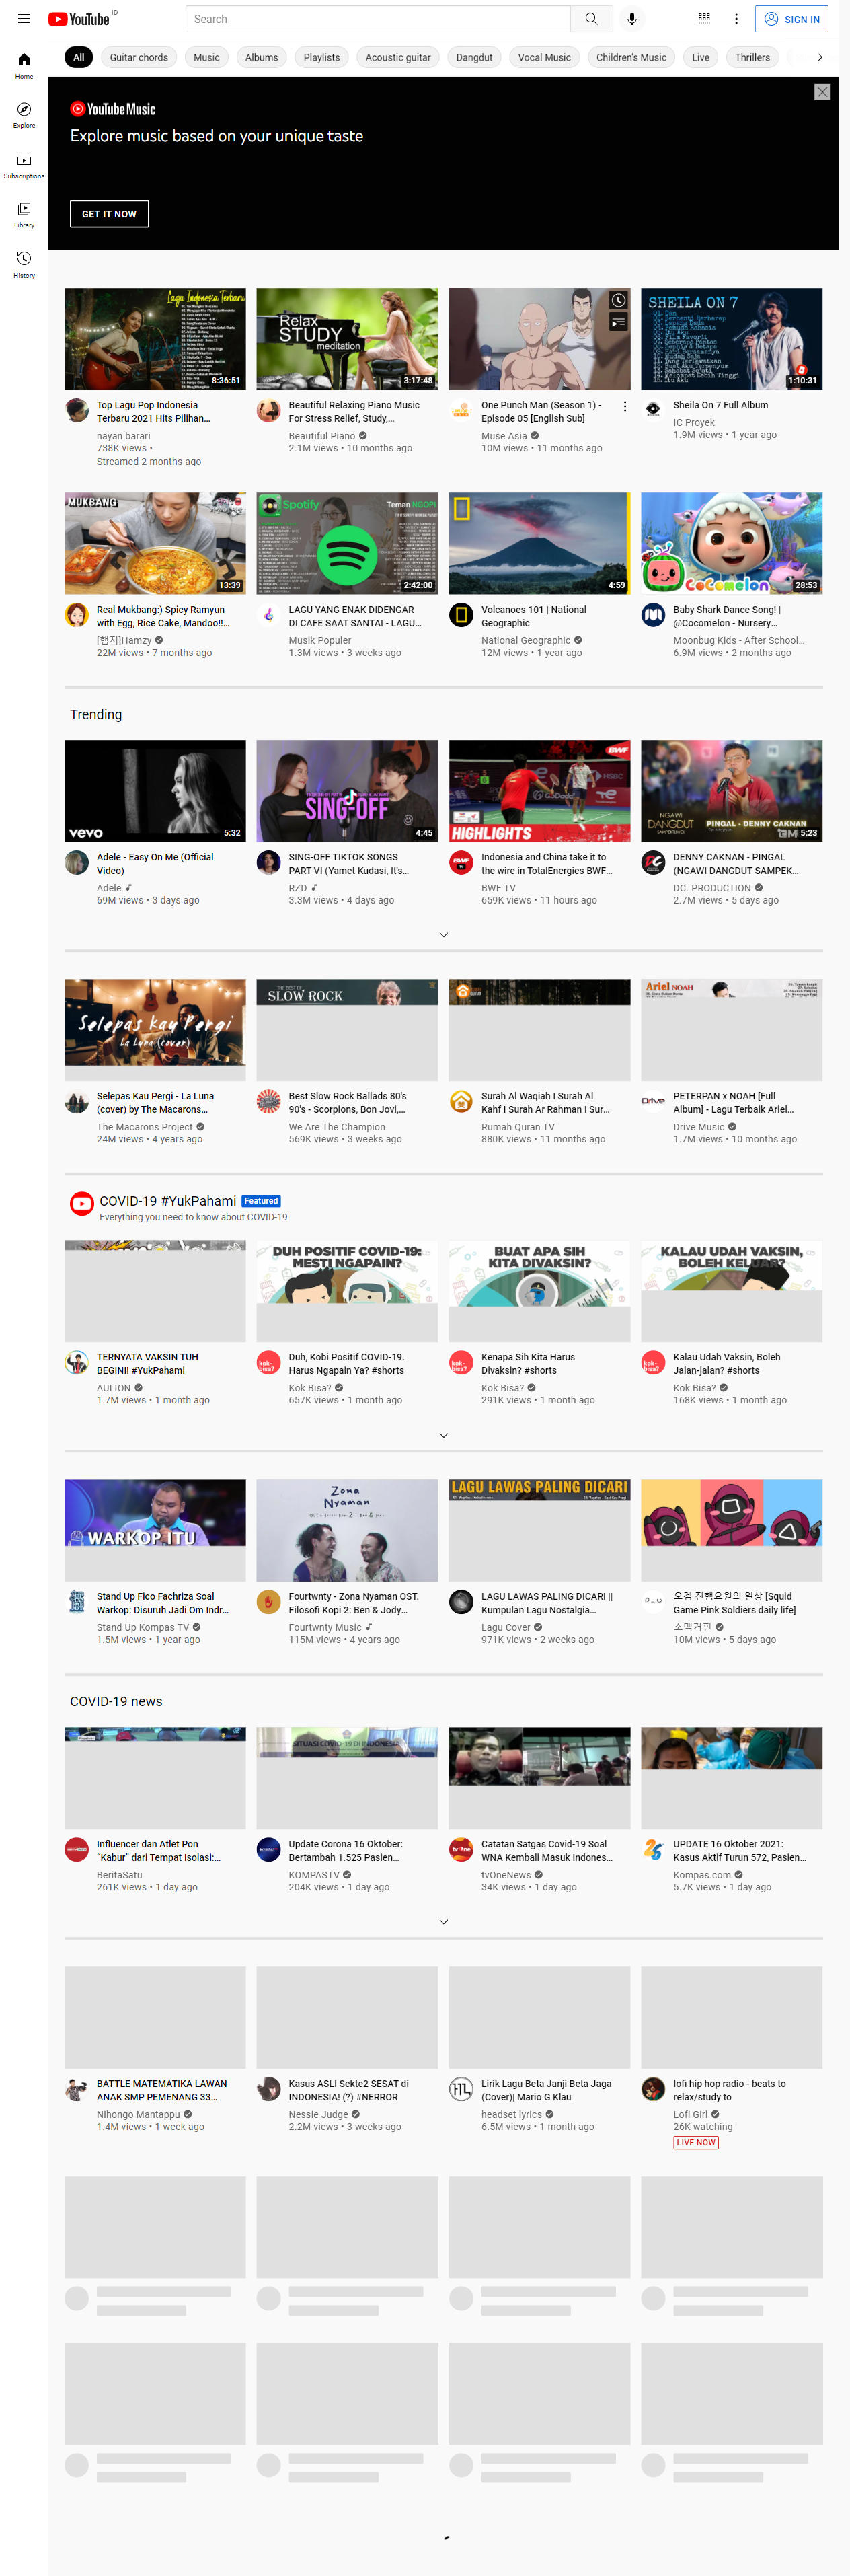 YouTube ID
Search
SIGN IN
Home
Explore
Subscriptions
Library
History
All
Guitar chords
Music
Albums
Playlists
Acoustic guitar
Dangdut
Vocal Music
Children's Music
Live
Thrillers
YouTube Music
Explore music based on your unique taste
GET IT NOW
Lagu Indonesia Terbaru
8:36:51
Relax
STUDY
meditation
3:17:48
SHEILA ON 7
1:10:31
Top Lagu Pop Indonesia
Terbaru 2021 Hits Pilihan...
nayan barari
738K views •
Streamed 2 months ago
Beautiful Relaxing Piano Music
For Stress Relief, Study,...
Beautiful Piano
2.1M views • 10 months ago
One Punch Man (Season 1) -
Episode 05 [English Sub]
Muse Asia
10M views • 11 months ago
Sheila On 7 Full Album
IC Proyek
1.9M views • 1 year ago
MUKBANG
13:39
Spotify
Teman NGOPI
2:42:00
4:59
CoComelon
28:53
Real Mukbang:) Spicy Ramyun
with Egg, Rice Cake, Mandoo!!...
[햄지]Hamzy
22M views • 7 months ago
LAGU YANG ENAK DIDENGAR
DI CAFE SAAT SANTAI - LAGU...
Musik Populer
1.3M views • 3 weeks ago
Volcanoes 101 | National
Geographic
National Geographic
12M views • 1 year ago
Baby Shark Dance Song! |
@Cocomelon - Nursery...
Moonbug Kids - After School...
6.9M views • 2 months ago
Trending
vevo
5:32
SING-OFF
4:45
BWF
HSBC
HIGHLIGHTS
NGAWI
DANGDUT
PINGAL - DENNY CAKNAN
5:23
Adele - Easy On Me (Official
Video)
Adele
69M views • 3 days ago
SING-OFF TIKTOK SONGS
PART VI (Yamet Kudasi, It's...
RZD
3.3M views • 4 days ago
Indonesia and China take it to
the wire in TotalEnergies BWF...
BWF TV
659K views • 11 hours ago
DENNY CAKNAN - PINGAL
(NGAWI DANGDUT SAMPEK...
DC. PRODUCTION
2.7M views • 5 days ago
Selepas Kau Pergi
La Luna (cover)
THE BEST OF
SLOW ROCK
Ariel NOAH
Selepas Kau Pergi - La Luna
(cover) by The Macarons...
The Macarons Project
24M views • 4 years ago
Best Slow Rock Ballads 80's
90's - Scorpions, Bon Jovi,...
We Are The Champion
569K views • 3 weeks ago
Surah Al Waqiah I Surah Al
Kahf I Surah Ar Rahman I Sur...
Rumah Quran TV
880K views • 11 months ago
PETERPAN x NOAH [Full
Album] - Lagu Terbaik Ariel...
Drive Music
1.7M views • 10 months ago
COVID-19 #YukPahami Featured
Everything you need to know about COVID-19
DUH POSITIF COVID-19:
MESTI NGAPAIN?
BUAT APA SIH
KITA DIVAKSIN?
KALAU UDAH VAKSIN,
BOLEH KELUAR?
TERNYATA VAKSIN TUH
BEGINI! #YukPahami
AULION
1.7M views • 1 month ago
Duh, Kobi Positif COVID-19.
Harus Ngapain Ya? #shorts
Kok Bisa?
657K views • 1 month ago
Kenapa Sih Kita Harus
Divaksin? #shorts
Kok Bisa?
291K views • 1 month ago
Kalau Udah Vaksin, Boleh
Jalan-jalan? #shorts
Kok Bisa?
168K views • 1 month ago
WARKOP ITU
Zona
Nyaman
LAGU LAWAS PALING DICARI
Stand Up Fico Fachriza Soal
Warkop: Disuruh Jadi Om Indr...
Stand Up Kompas TV
1.5M views • 1 year ago
Fourtwnty - Zona Nyaman OST.
Filosofi Kopi 2: Ben & Jody...
Fourtwnty Music
115M views • 4 years ago
LAGU LAWAS PALING DICARI ||
Kumpulan Lagu Nostalgia...
Lagu Cover
971K views • 2 weeks ago
오겜 진행요원의 일상 [Squid
Game Pink Soldiers daily life]
소맥거핀
10M views • 5 days ago
COVID-19 news
SITUASI COVID-19 DI INDONESIA
Influencer dan Atlet Pon
"Kabur" dari Tempat Isolasi:...
BeritaSatu
261K views • 1 day ago
Update Corona 16 Oktober:
Bertambah 1.525 Pasien...
KOMPASTV
204K views • 1 day ago
Catatan Satgas Covid-19 Soal
WNA Kembali Masuk Indones...
tvOneNews
34K views • 1 day ago
UPDATE 16 Oktober 2021:
Kasus Aktif Turun 572, Pasien...
Kompas.com
5.7K views • 1 day ago
BATTLE MATEMATIKA LAWAN
ANAK SMP PEMENANG 33...
Nihongo Mantappu
1.4M views • 1 week ago
Kasus ASLI Sekte2 SESAT di
INDONESIA! (?) #NERROR
Nessie Judge
2.2M views • 3 weeks ago
Lirik Lagu Beta Janji Beta Jaga
(Cover)| Mario G Klau
headset lyrics
6.5M views • 1 month ago
lofi hip hop radio - beats to
relax/study to
Lofi Girl
26K watching
LIVE NOW